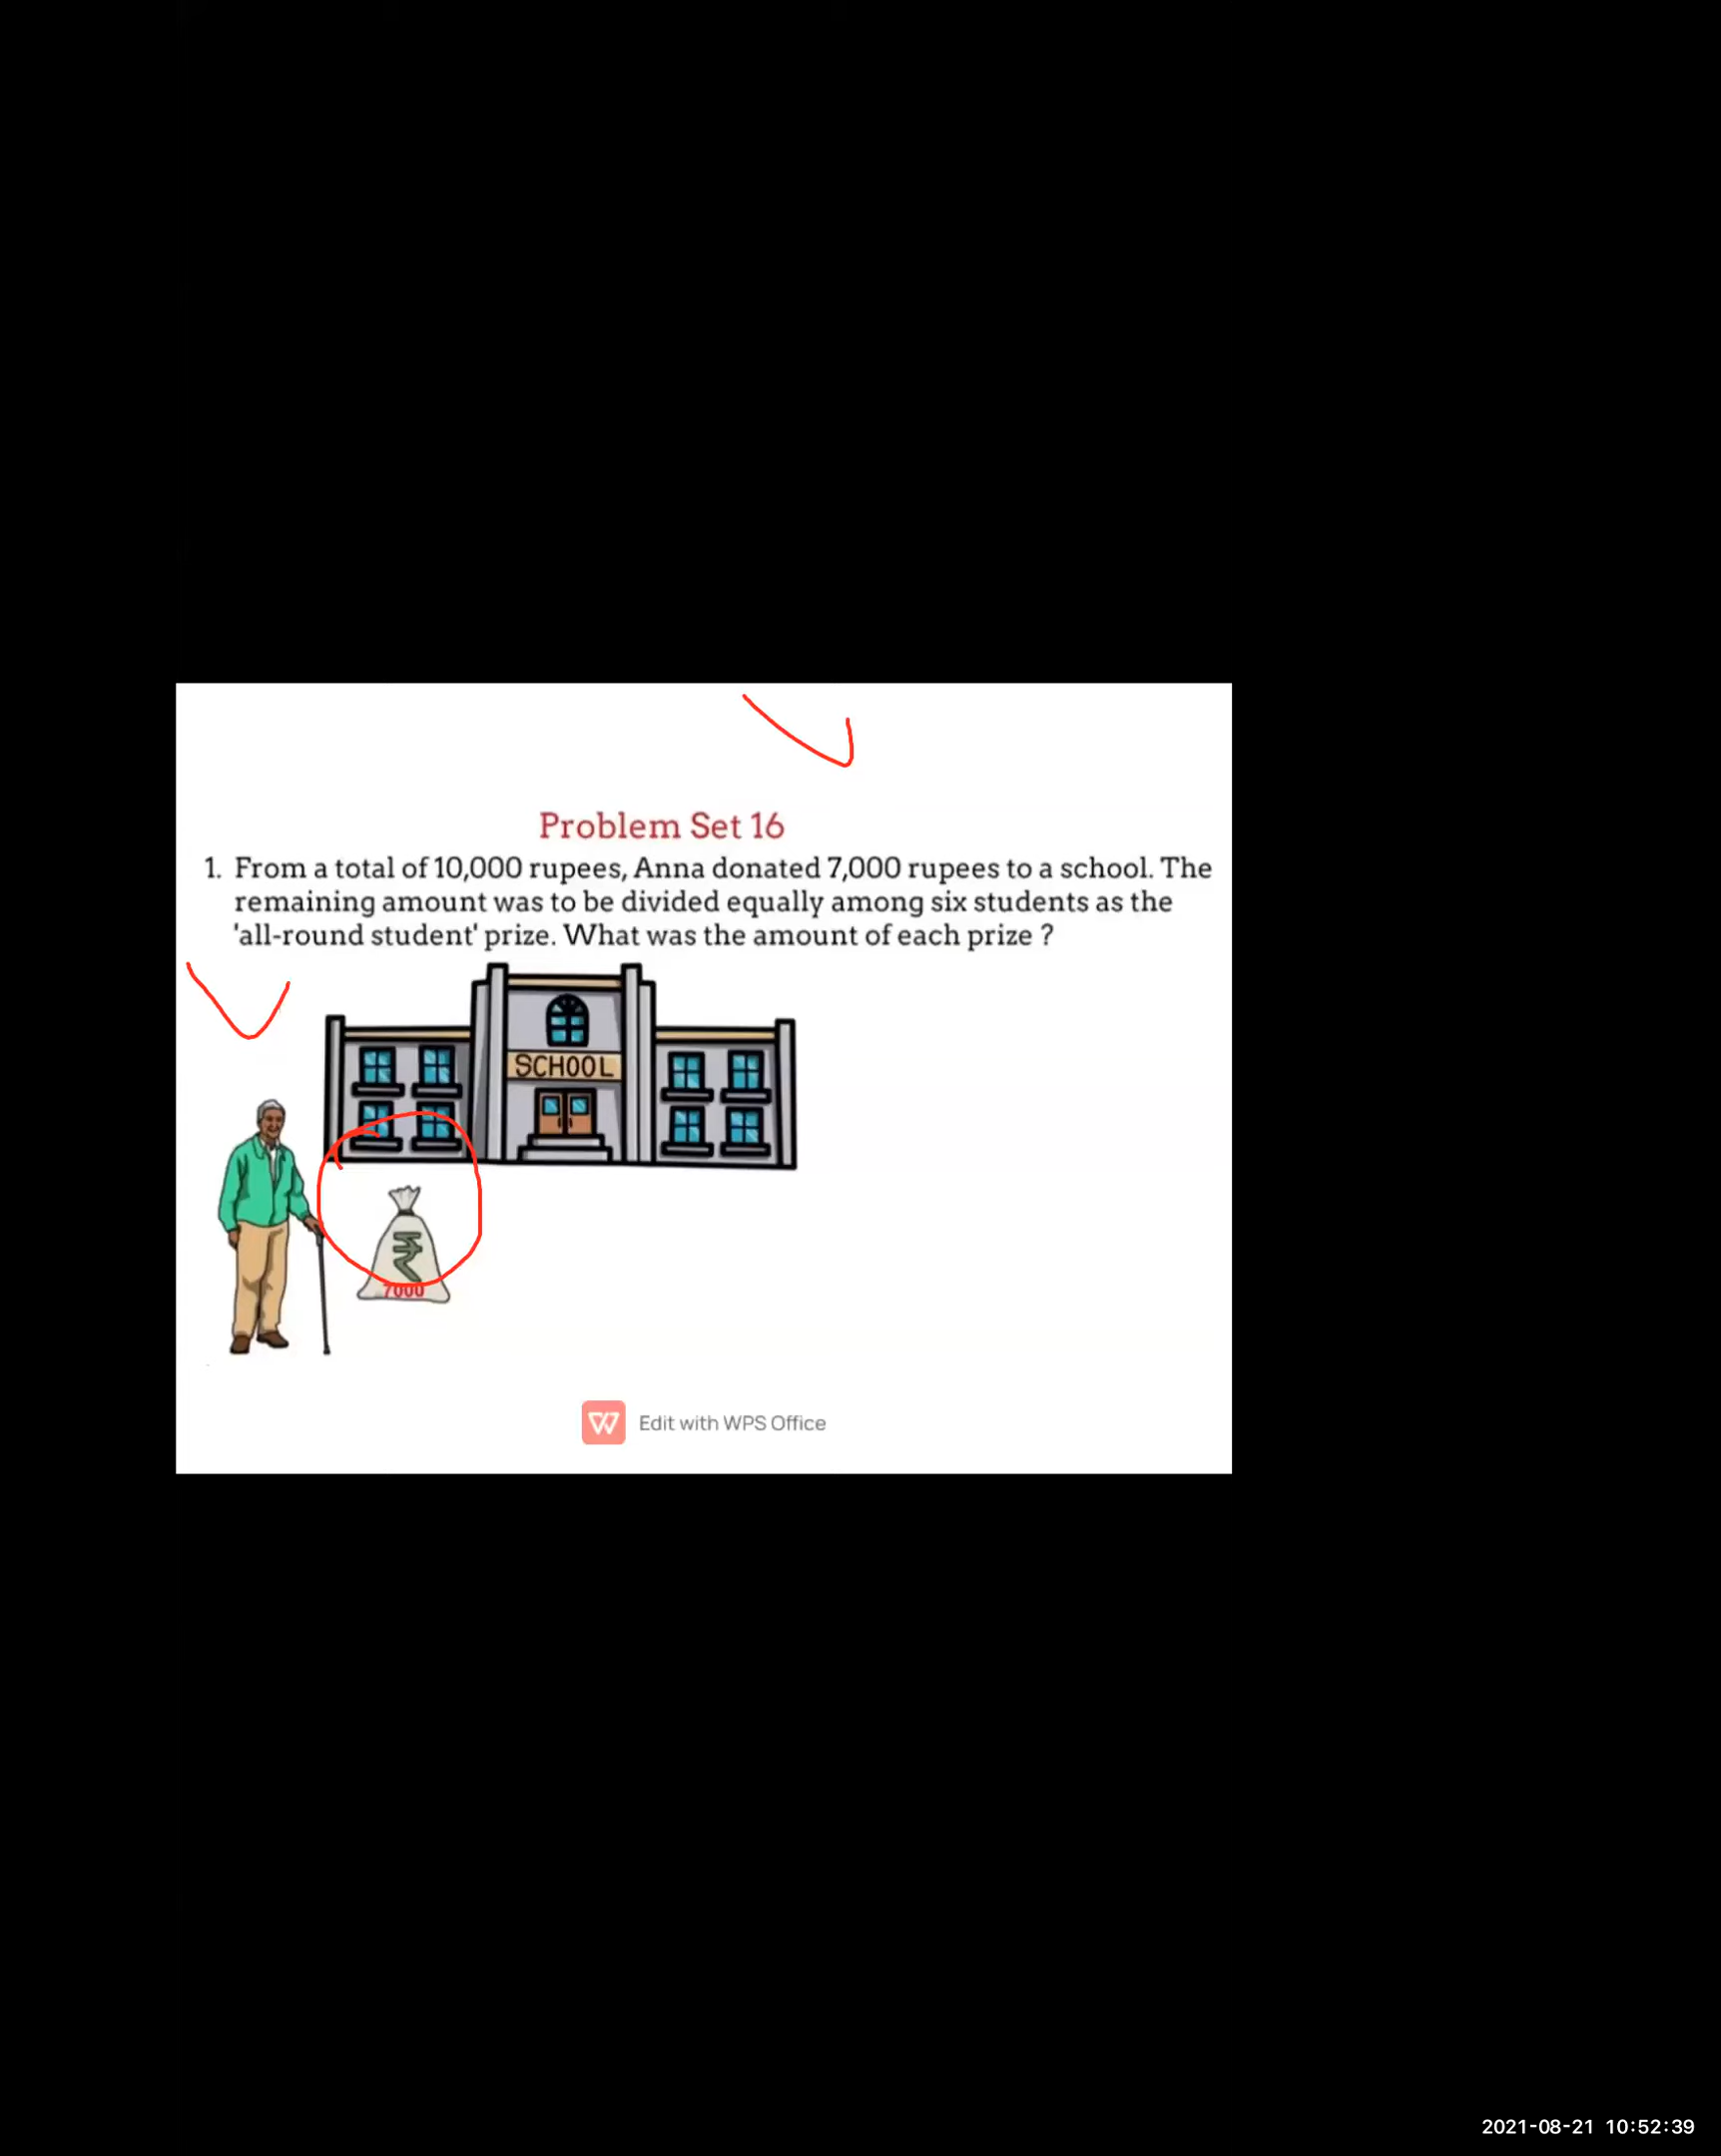 Problem Set 16
1. From a total of 10,000 rupees, Anna donated 7,000 rupees to a school. The
remaining amount was to be divided equally among six students as the
'all-round student' prize. What was the amount of each prize ?
SCHOOL
₹
7000
Edit with WPS Office
2021-08-21 10:52:39